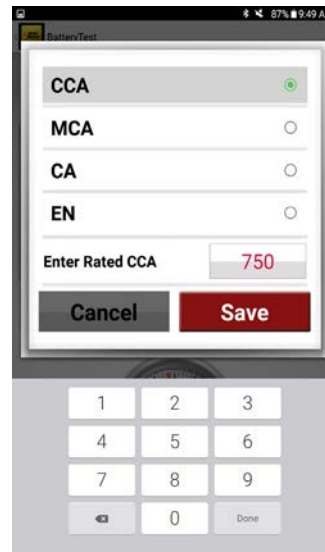 87% 9:49 A
BatteryTest
CCA
MCA
CA
EN
Enter Rated CCA 750
Cancel Save
1 2 3
4 5 6
7 8 9
0 Done